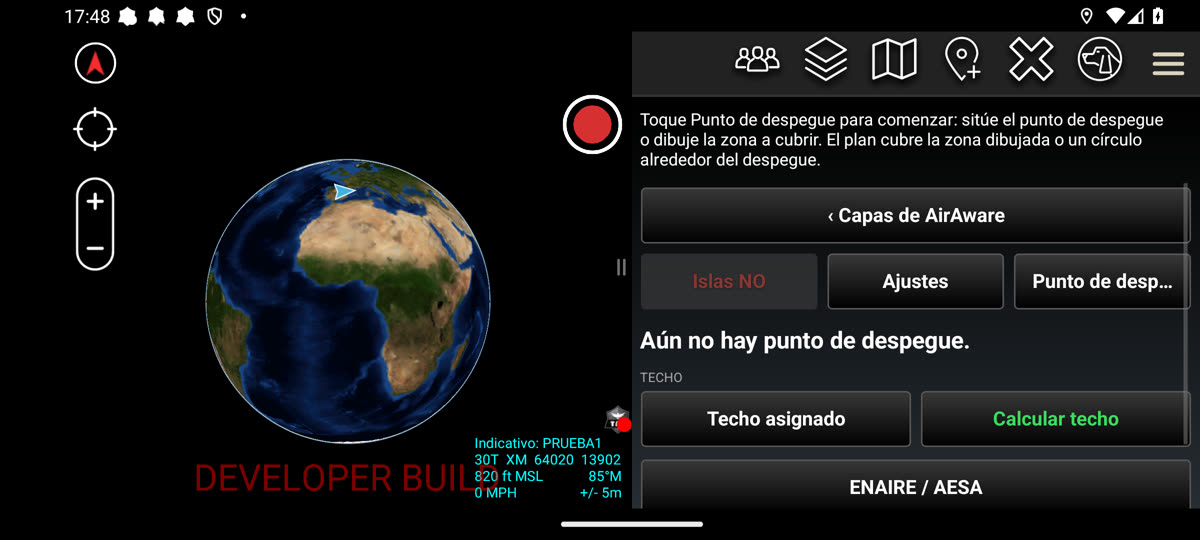 17:48
Toque Punto de despegue para comenzar: sitúe el punto de despegue
o dibuje la zona a cubrir. El plan cubre la zona dibujada o un círculo
alrededor del despegue.
‹ Capas de AirAware
Islas NO
Ajustes
Punto de desp...
Aún no hay punto de despegue.
TECHO
Techo asignado
Calcular techo
ENAIRE / AESA
Indicativo: PRUEBA1
30T XM 64020 13902
820 ft MSL 85°M
0 MPH +/- 5m
DEVELOPER BUILD